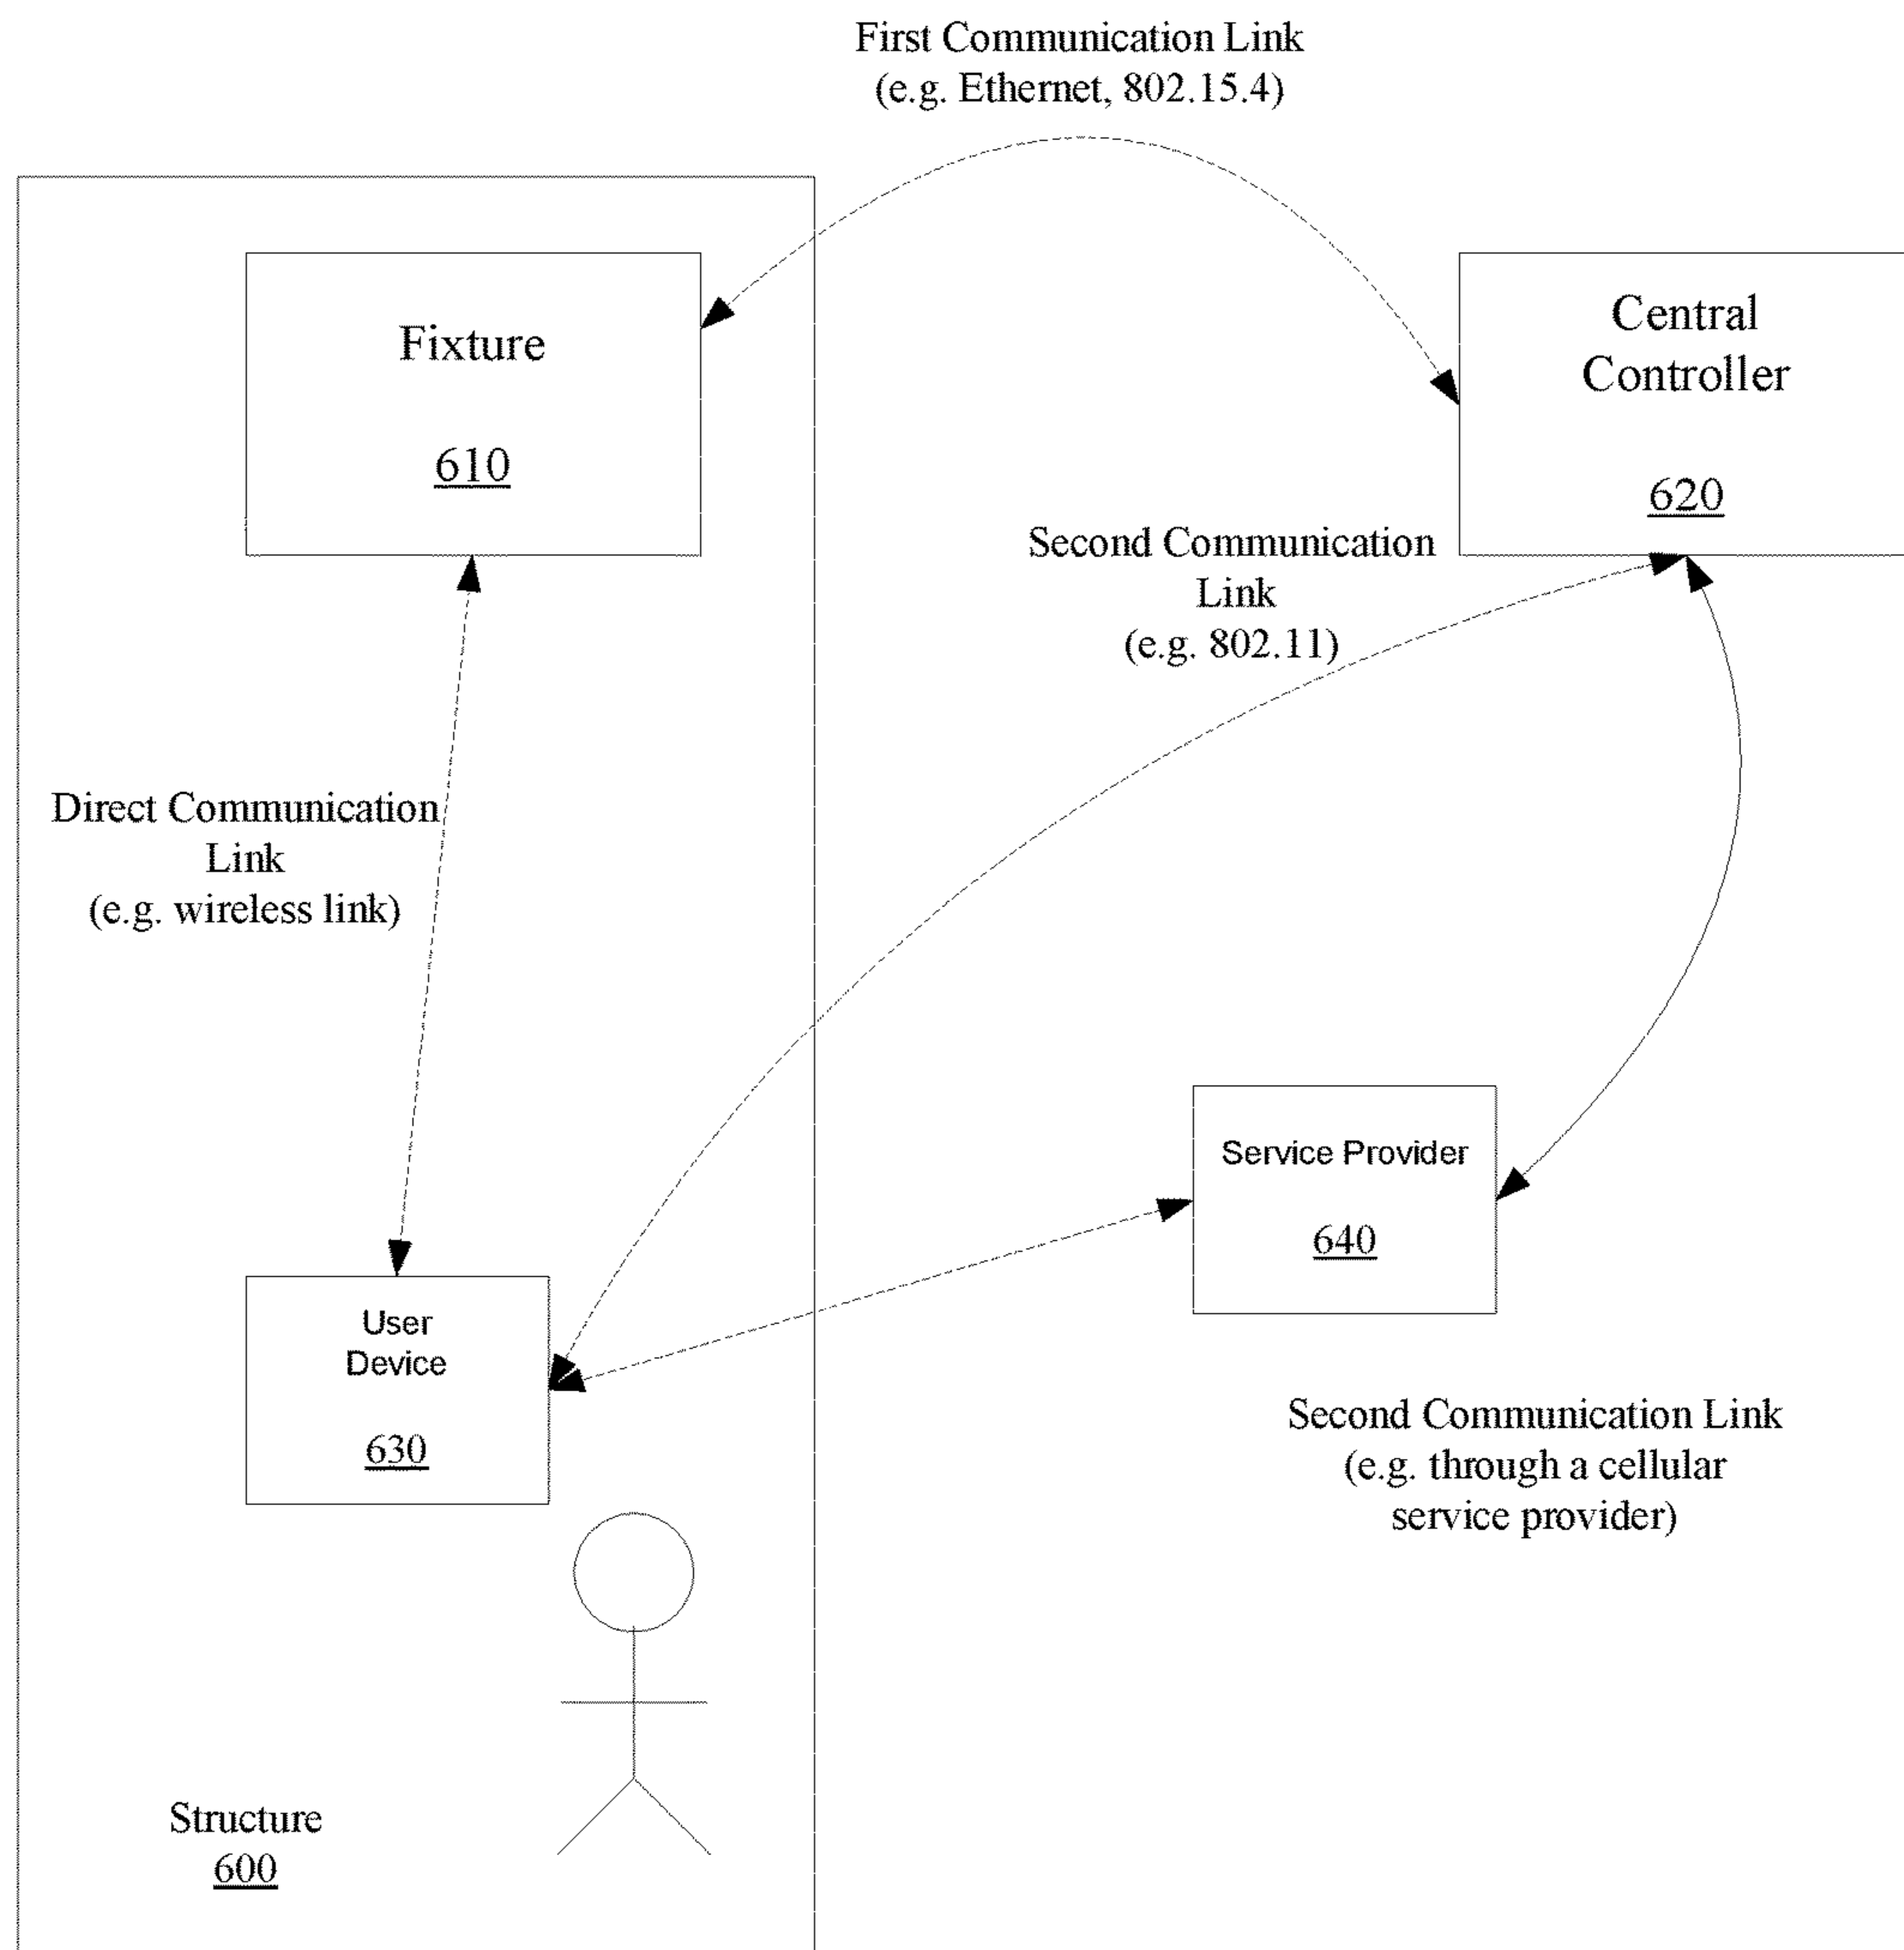 First Communication Link
(e.g. Ethernet, 802.15.4)
Fixture
610
Central
Controller
620
Second Communication
Link
(e.g. 802.11)
Direct Communication
Link
(e.g. wireless link)
Service Provider
640
User
Device
630
Second Communication Link
(e.g. through a cellular
service provider)
Structure
600